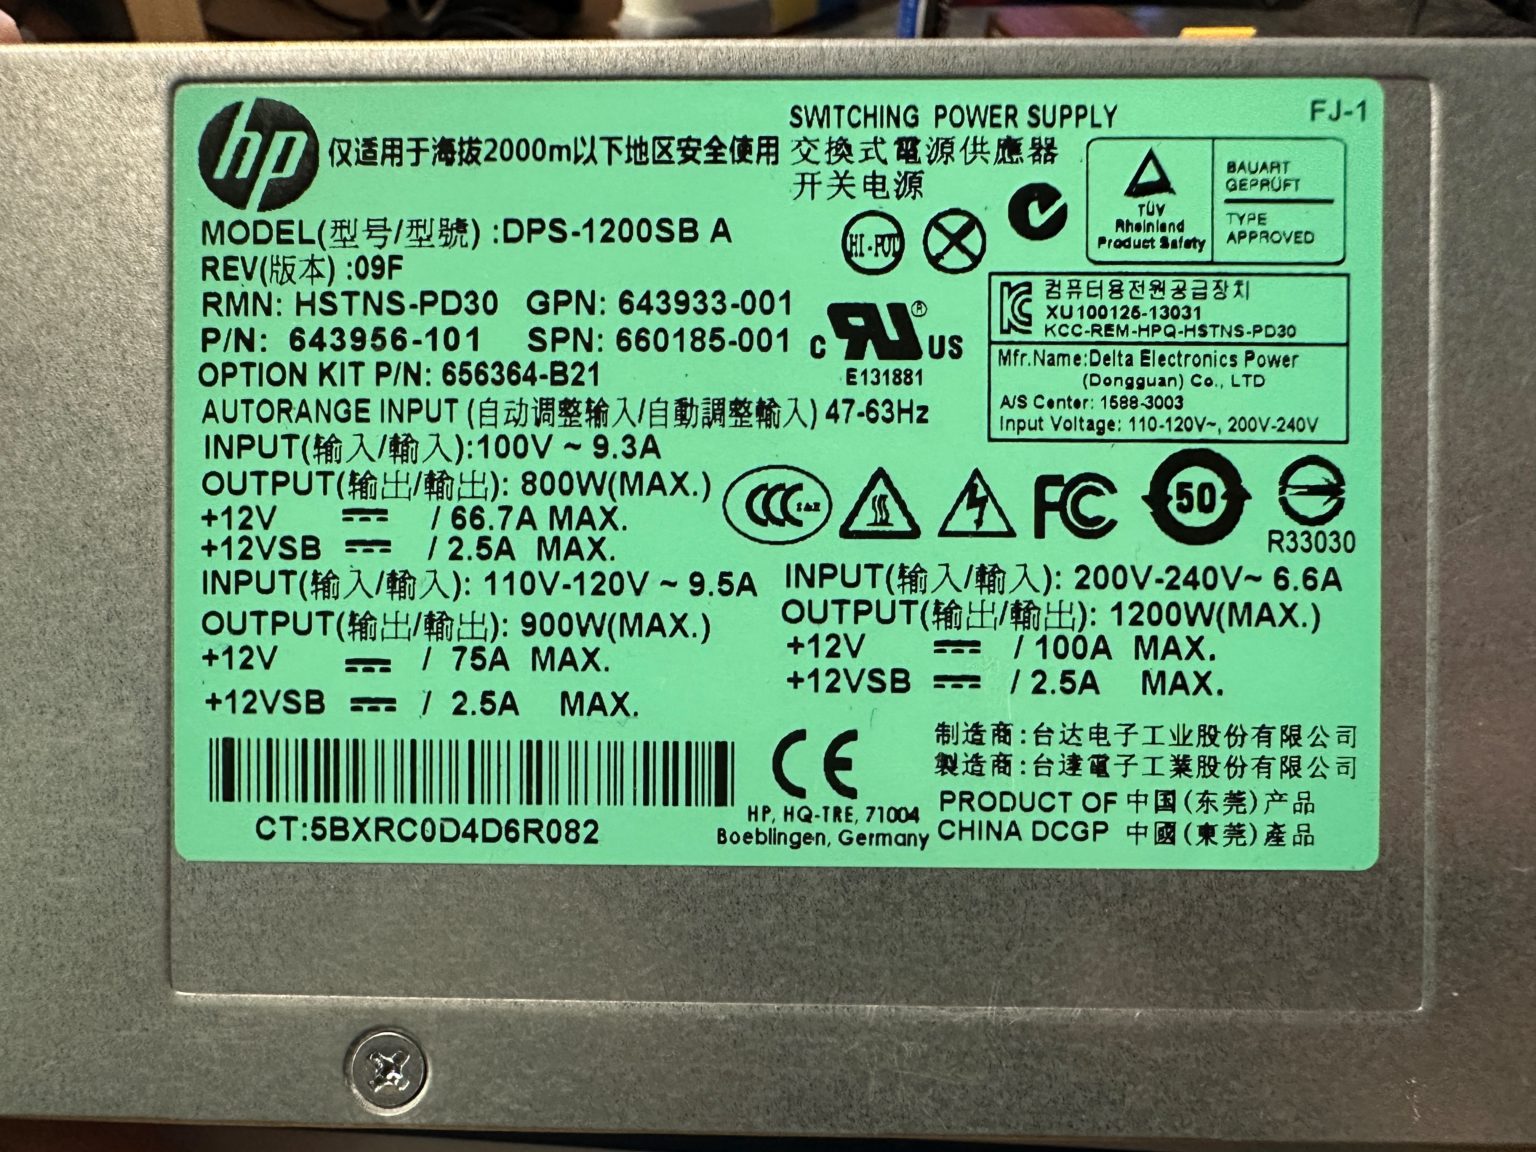 hp
仅适用于海拔2000m以下地区安全使用
SWITCHING POWER SUPPLY
交換式電源供應器
开关电源
FJ-1
MODEL(型号/型號) :DPS-1200SB A
REV(版本) :09F
RMN: HSTNS-PD30 GPN: 643933-001
P/N: 643956-101 SPN: 660185-001
OPTION KIT P/N: 656364-B21
AUTORANGE INPUT (自动调整输入/自動調整輸入) 47-63Hz
HI-POT
TÜV
Rheinland
Product Safety
BAUART
GEPRÜFT
TYPE
APPROVED
C RU ® US
E131881
컴퓨터용전원공급장치
XU100125-13031
KCC-REM-HPQ-HSTNS-PD30
Mfr.Name:Delta Electronics Power
(Dongguan) Co., LTD
A/S Center: 1588-3003
Input Voltage: 110-120V~, 200V-240V
INPUT(输入/輸入):100V ~ 9.3A
OUTPUT(输出/輸出): 800W(MAX.)
+12V ⎓ / 66.7A MAX.
+12VSB ⎓ / 2.5A MAX.
CCC S&E
FC
50
R33030
INPUT(输入/輸入): 110V-120V ~ 9.5A
OUTPUT(输出/輸出): 900W(MAX.)
+12V ⎓ / 75A MAX.
+12VSB ⎓ / 2.5A MAX.
INPUT(输入/輸入): 200V-240V~ 6.6A
OUTPUT(输出/輸出): 1200W(MAX.)
+12V ⎓ / 100A MAX.
+12VSB ⎓ / 2.5A MAX.
CT:5BXRC0D4D6R082
CE
HP, HQ-TRE, 71004
Boeblingen, Germany
制造商:台达电子工业股份有限公司
製造商:台達電子工業股份有限公司
PRODUCT OF 中国(东莞)产品
CHINA DCGP 中國(東莞)產品